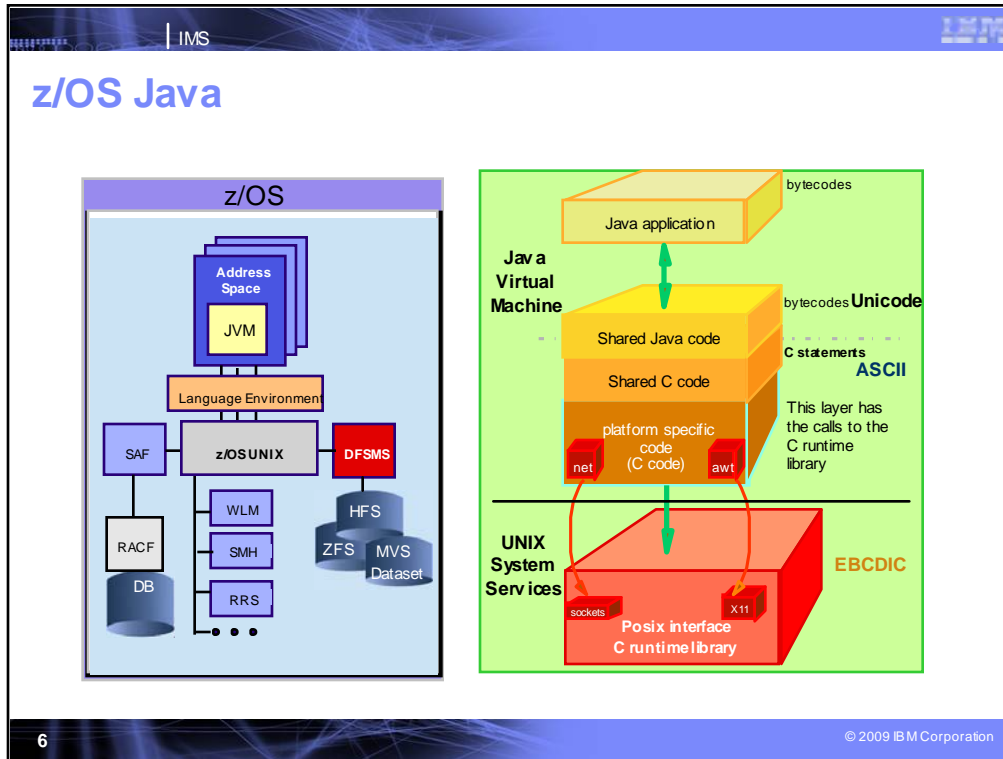 IMS
IBM
z/OS Java
z/OS
Address
Space
JVM
Language Environment
SAF
z/OS UNIX
DFSMS
WLM
HFS
RACF
SMH
ZFS
MVS
Dataset
DB
RRS
bytecodes
Java application
Java
Virtual
Machine
bytecodes Unicode
Shared Java code
C statements
ASCII
Shared C code
platform specific
code
(C code)
net
awt
This layer has
the calls to the
C runtime
library
UNIX
System
Services
EBCDIC
sockets
X11
Posix interface
C runtime library
6
© 2009 IBM Corporation